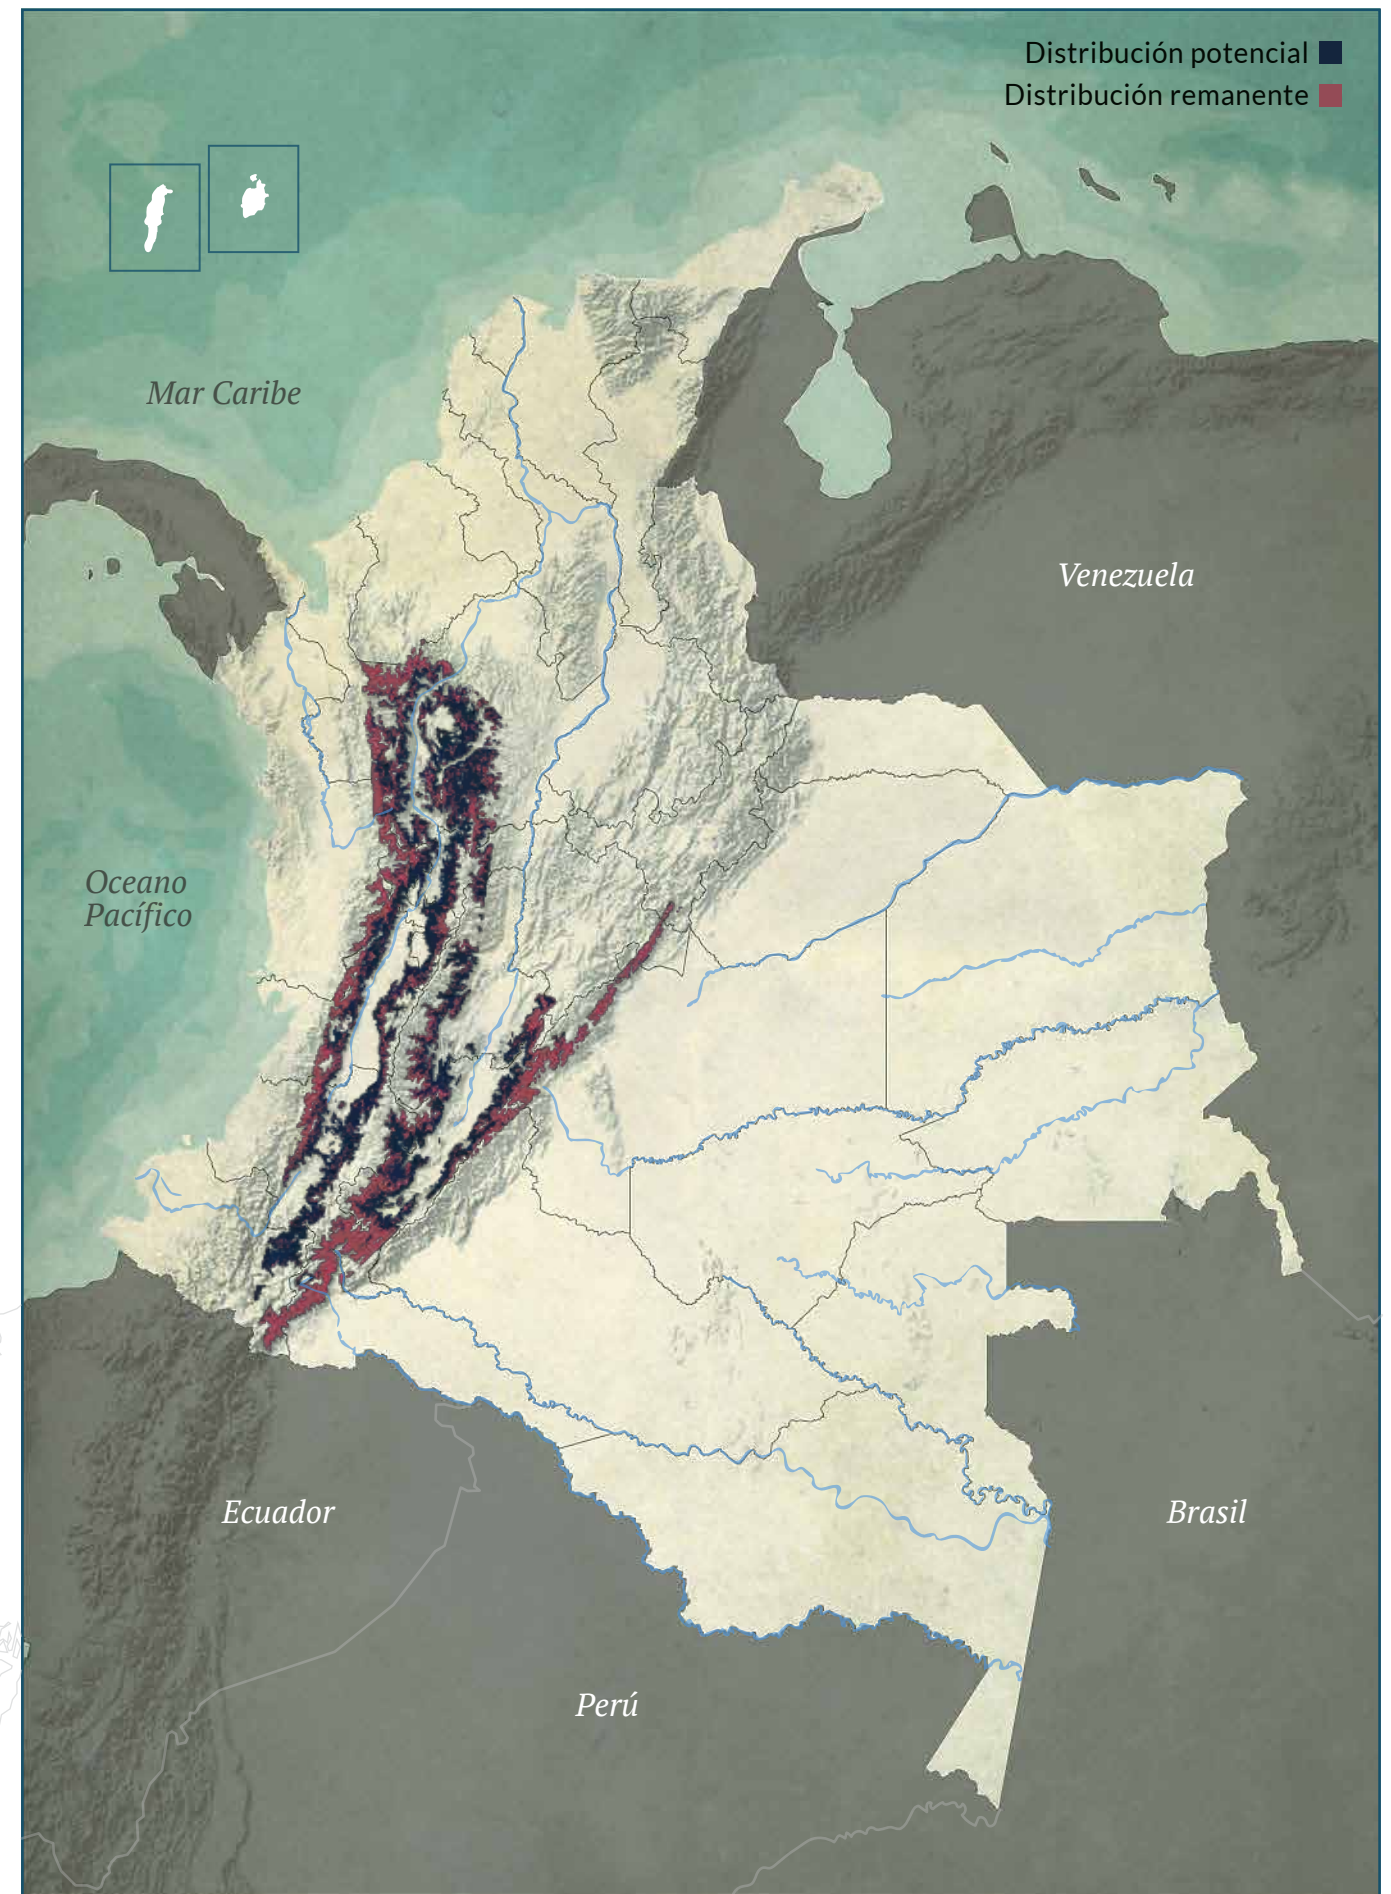 Distribución potencial
Distribución remanente
Mar Caribe
Venezuela
Oceano
Pacífico
Ecuador
Brasil
Perú